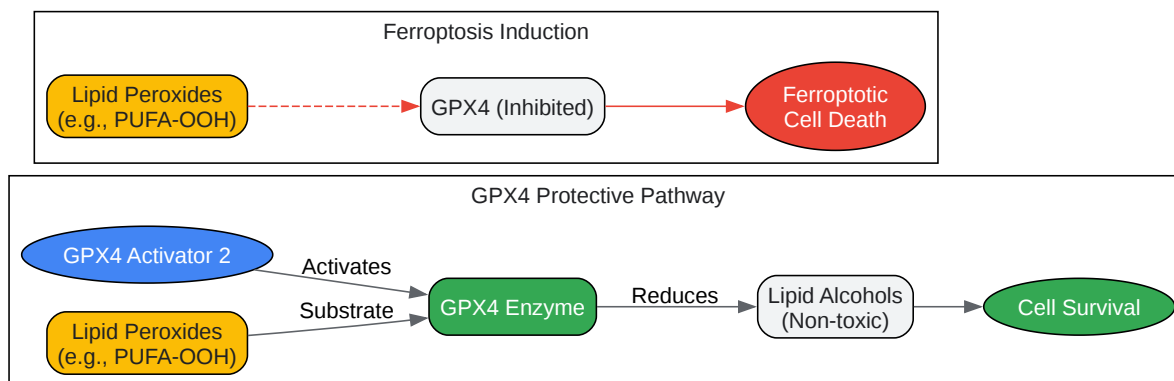 Ferroptosis Induction
Lipid Peroxides
(e.g., PUFA-OOH)
GPX4 (Inhibited)
Ferroptotic
Cell Death
GPX4 Protective Pathway
GPX4 Activator 2
Activates
Lipid Peroxides
(e.g., PUFA-OOH)
Substrate
GPX4 Enzyme
Reduces
Lipid Alcohols
(Non-toxic)
Cell Survival